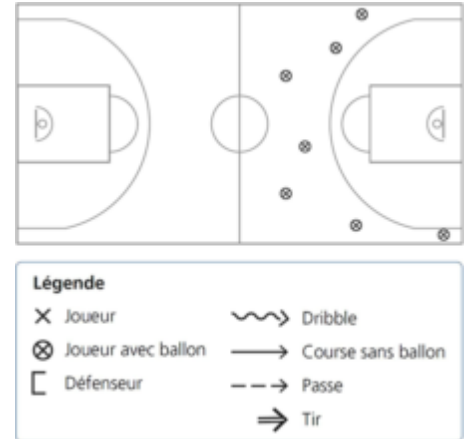 Légende
Joueur
Dribble
Joueur avec ballon
Course sans ballon
Défenseur
Passe
Tir